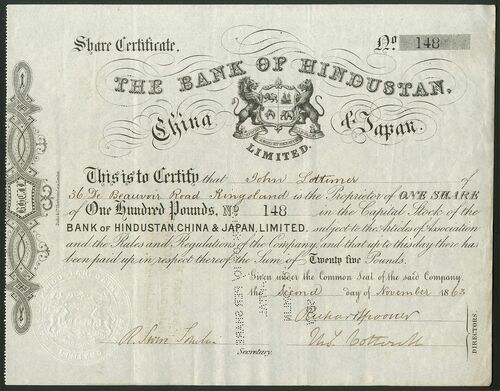 Share Certificate.
No 148
THE BANK OF HINDUSTAN,
China & Japan.
LIMITED.
This is to Certify that John Lattimer of
36 De Beauvoir Road Kingsland is the Proprietor of ONE SHARE
of One Hundred Pounds. No 148 in the Capital Stock of the
BANK OF HINDUSTAN, CHINA & JAPAN, LIMITED. subject to the Articles of Association
and the Rules and Regulations of the Company, and that up to this day there has
been paid up in respect thereof the Sum of Twenty five Pounds.
Given under the Common Seal of the said Company,
the Second day of November 1863
Richard Spooner
Secretary.
DIRECTORS.